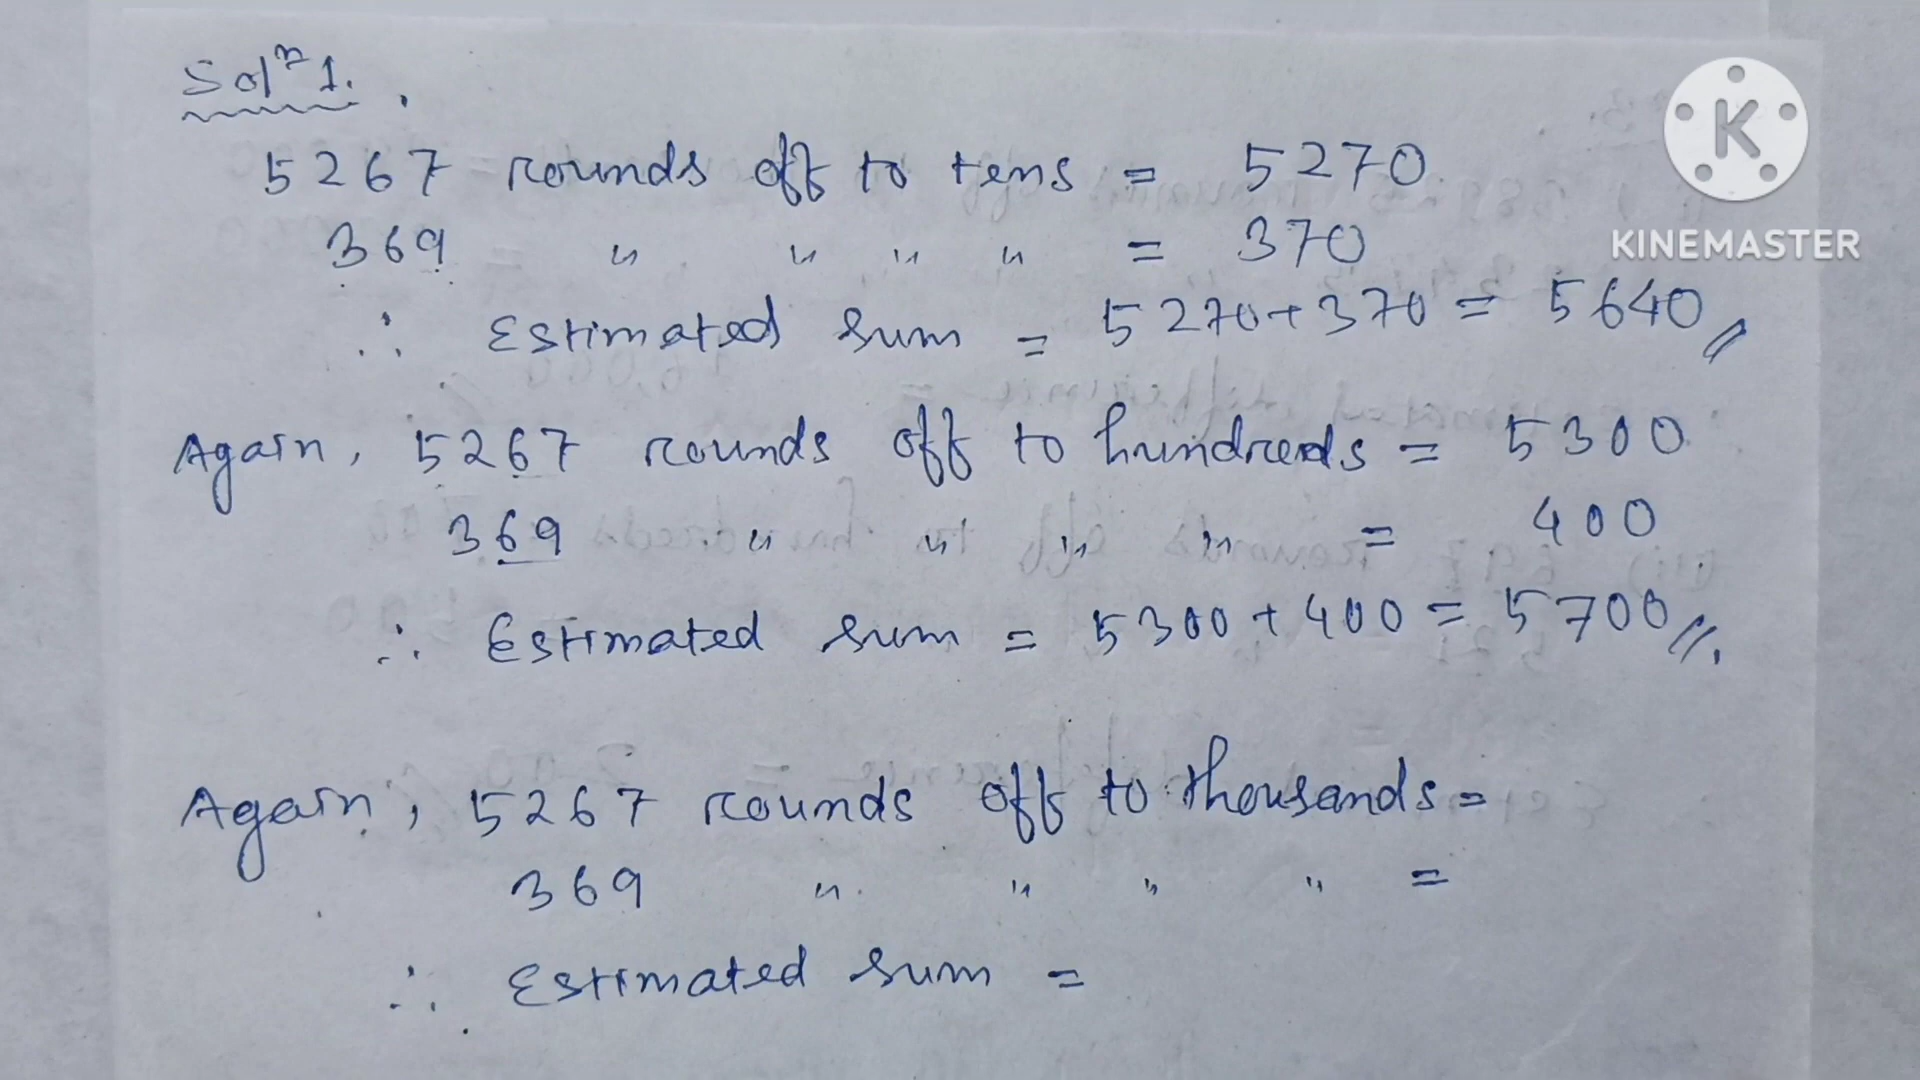 Solⁿ 1.
5267 rounds off to tens = 5270
369 " " " " = 370
∴ Estimated sum = 5270+370 = 5640
Again, 5267 rounds off to hundreds = 5300
369 " " " " = 400
∴ Estimated sum = 5300 + 400 = 5700
Again, 5267 rounds off to thousands =
369 " " " " =
∴ Estimated sum =
K
KINEMASTER